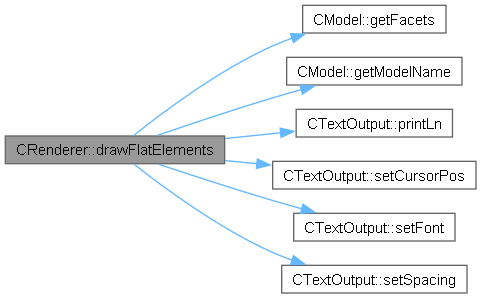 CRenderer::drawFlatElements
CModel::getFacets
CModel::getModelName
CTextOutput::printLn
CTextOutput::setCursorPos
CTextOutput::setFont
CTextOutput::setSpacing